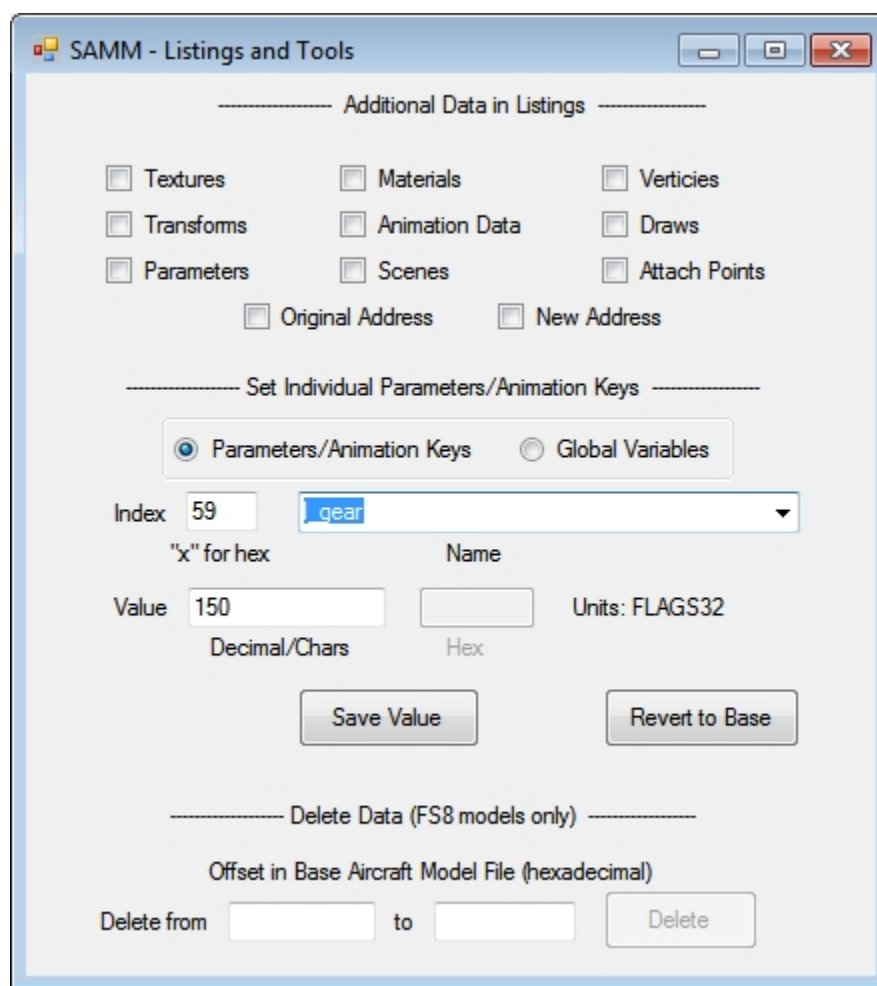 SAMM - Listings and Tools
------------------- Additional Data in Listings ------------------
Textures Materials Verticies
Transforms Animation Data Draws
Parameters Scenes Attach Points
Original Address New Address
------------------- Set Individual Parameters/Animation Keys ------------------
Parameters/Animation Keys Global Variables
Index 59 l_gear
"x" for hex Name
Value 150 Units: FLAGS32
Decimal/Chars Hex
Save Value Revert to Base
------------------- Delete Data (FS8 models only) ------------------
Offset in Base Aircraft Model File (hexadecimal)
Delete from to Delete